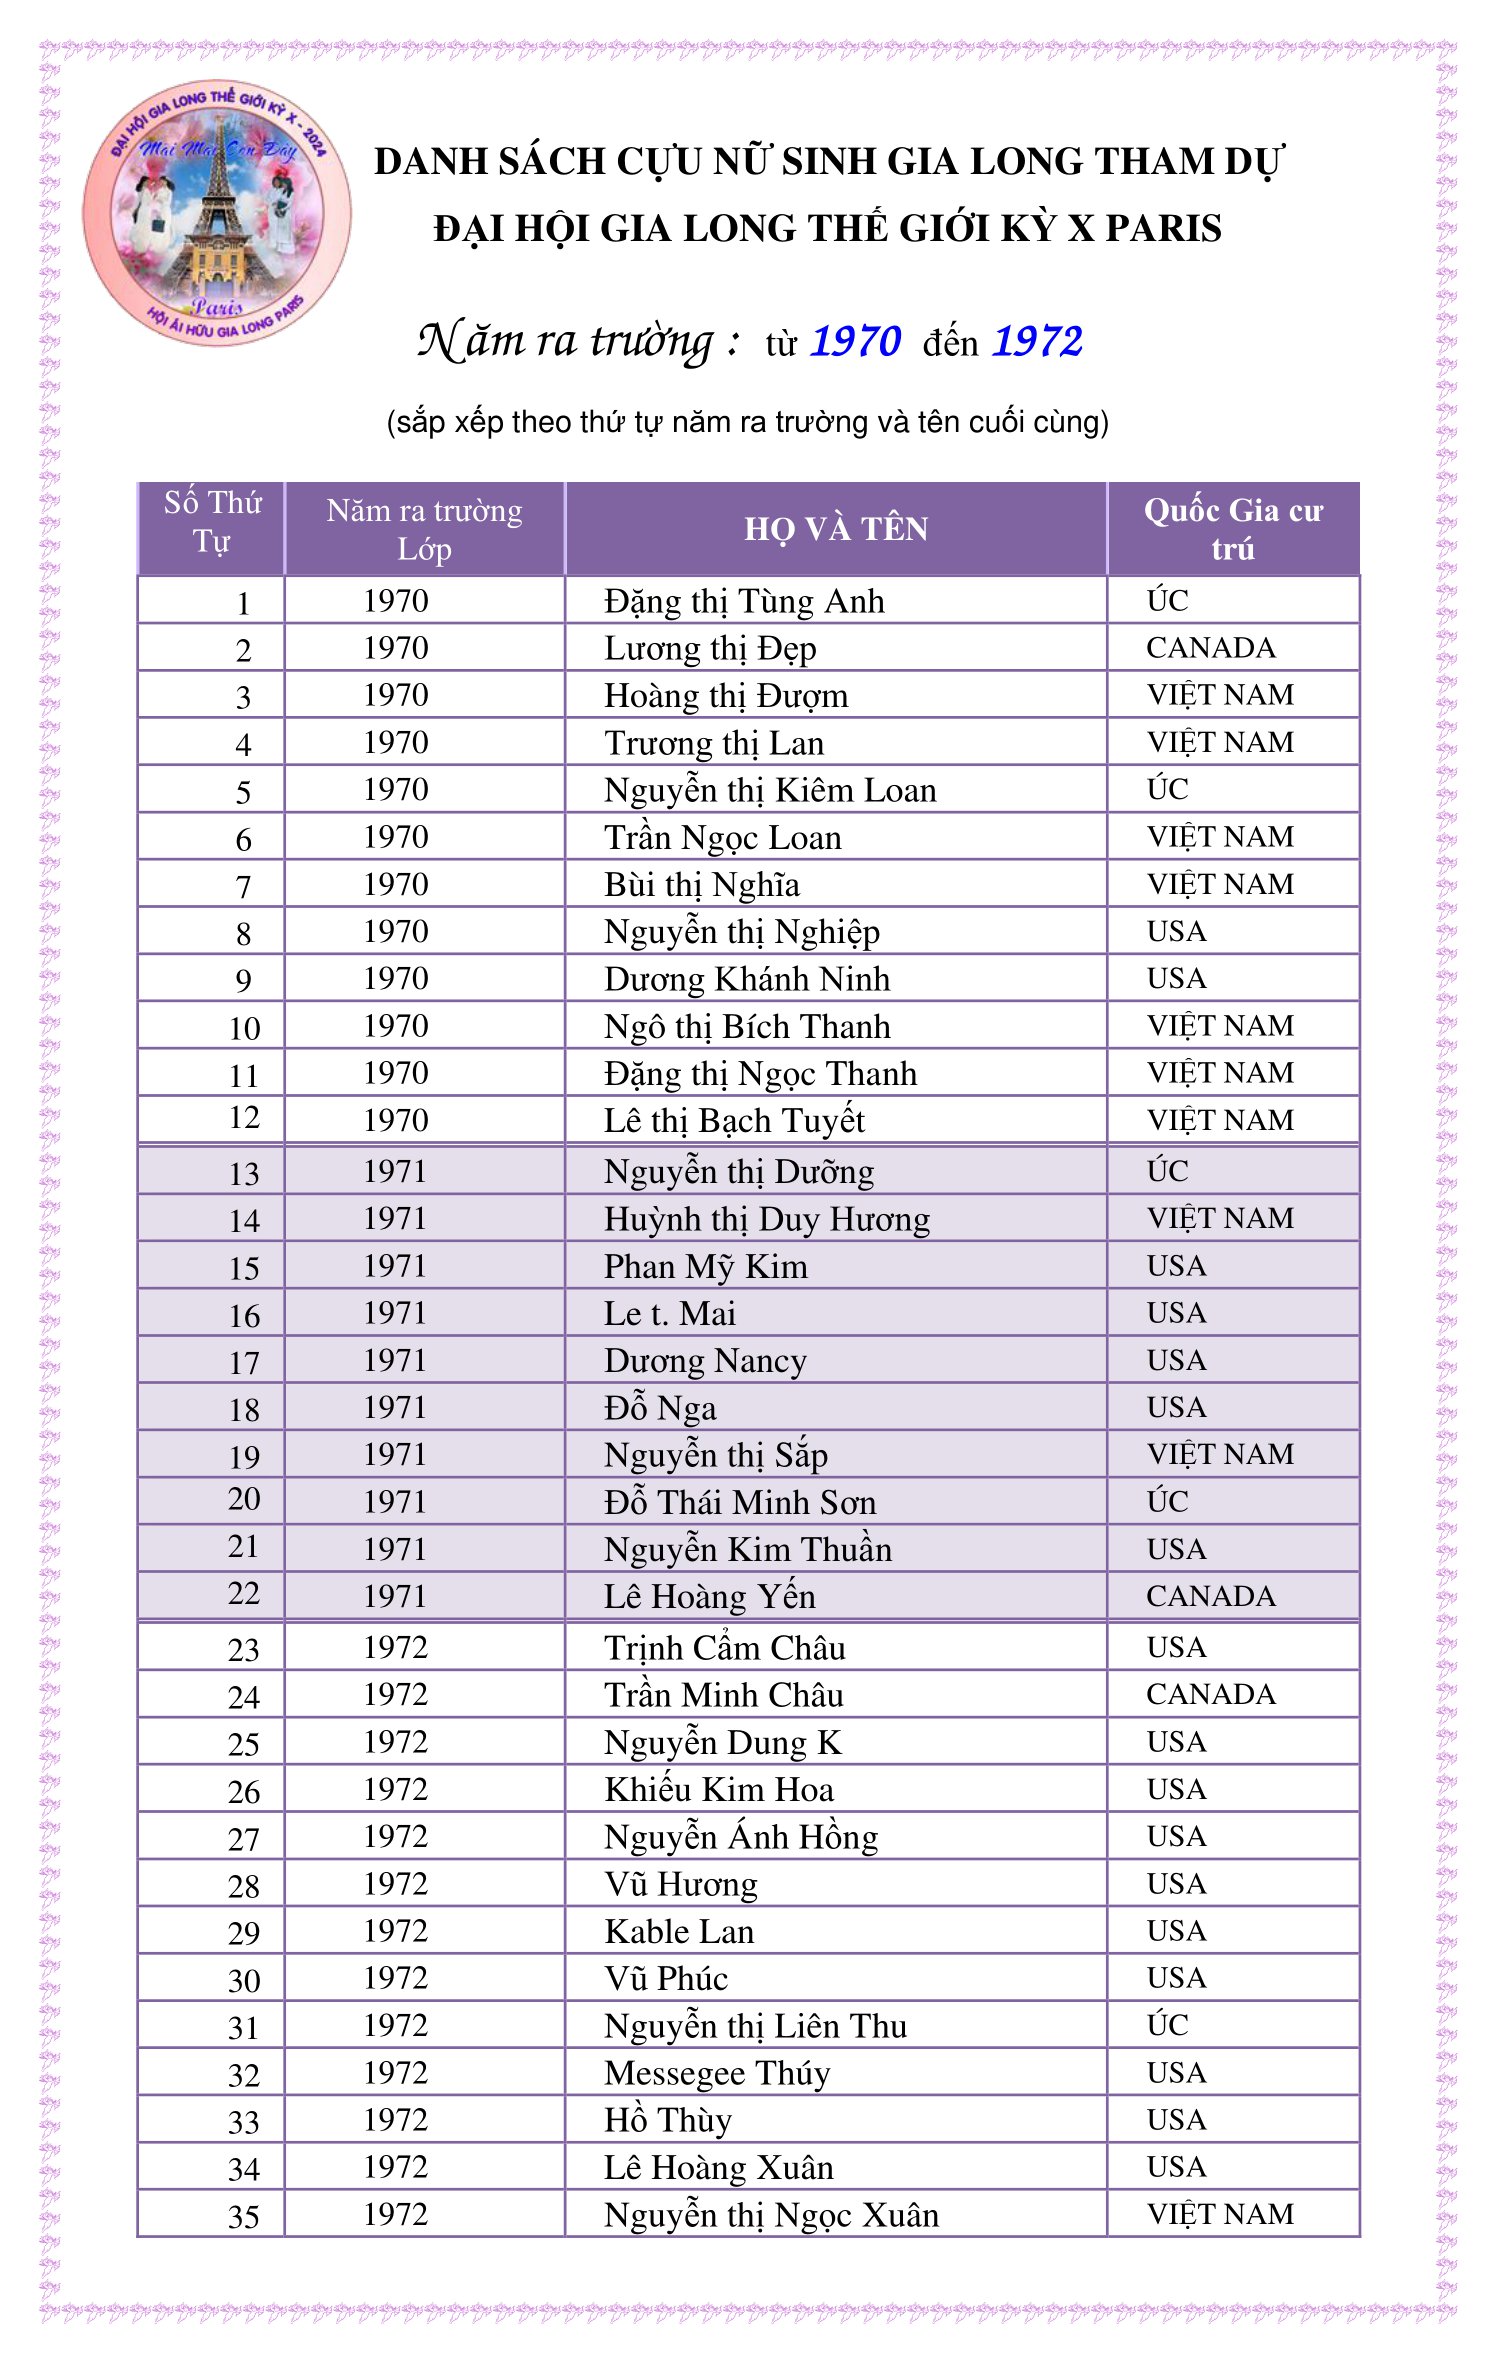 ĐẠI HỘI GIA LONG THẾ GIỚI KỲ X - 2024
Mãi Mãi Còn Đây
Paris
HỘI ÁI HỮU GIA LONG PARIS
DANH SÁCH CỰU NỮ SINH GIA LONG THAM DỰ
ĐẠI HỘI GIA LONG THẾ GIỚI KỲ X PARIS
Năm ra trường : từ 1970 đến 1972
(sắp xếp theo thứ tự năm ra trường và tên cuối cùng)
Số Thứ Tự Năm ra trường Lớp HỌ VÀ TÊN Quốc Gia cư trú
1 1970 Đặng thị Tùng Anh ÚC
2 1970 Lương thị Đẹp CANADA
3 1970 Hoàng thị Đượm VIỆT NAM
4 1970 Trương thị Lan VIỆT NAM
5 1970 Nguyễn thị Kiêm Loan ÚC
6 1970 Trần Ngọc Loan VIỆT NAM
7 1970 Bùi thị Nghĩa VIỆT NAM
8 1970 Nguyễn thị Nghiệp USA
9 1970 Dương Khánh Ninh USA
10 1970 Ngô thị Bích Thanh VIỆT NAM
11 1970 Đặng thị Ngọc Thanh VIỆT NAM
12 1970 Lê thị Bạch Tuyết VIỆT NAM
13 1971 Nguyễn thị Dưỡng ÚC
14 1971 Huỳnh thị Duy Hương VIỆT NAM
15 1971 Phan Mỹ Kim USA
16 1971 Le t. Mai USA
17 1971 Dương Nancy USA
18 1971 Đỗ Nga USA
19 1971 Nguyễn thị Sắp VIỆT NAM
20 1971 Đỗ Thái Minh Sơn ÚC
21 1971 Nguyễn Kim Thuần USA
22 1971 Lê Hoàng Yến CANADA
23 1972 Trịnh Cẩm Châu USA
24 1972 Trần Minh Châu CANADA
25 1972 Nguyễn Dung K USA
26 1972 Khiếu Kim Hoa USA
27 1972 Nguyễn Ánh Hồng USA
28 1972 Vũ Hương USA
29 1972 Kable Lan USA
30 1972 Vũ Phúc USA
31 1972 Nguyễn thị Liên Thu ÚC
32 1972 Messegee Thúy USA
33 1972 Hồ Thùy USA
34 1972 Lê Hoàng Xuân USA
35 1972 Nguyễn thị Ngọc Xuân VIỆT NAM